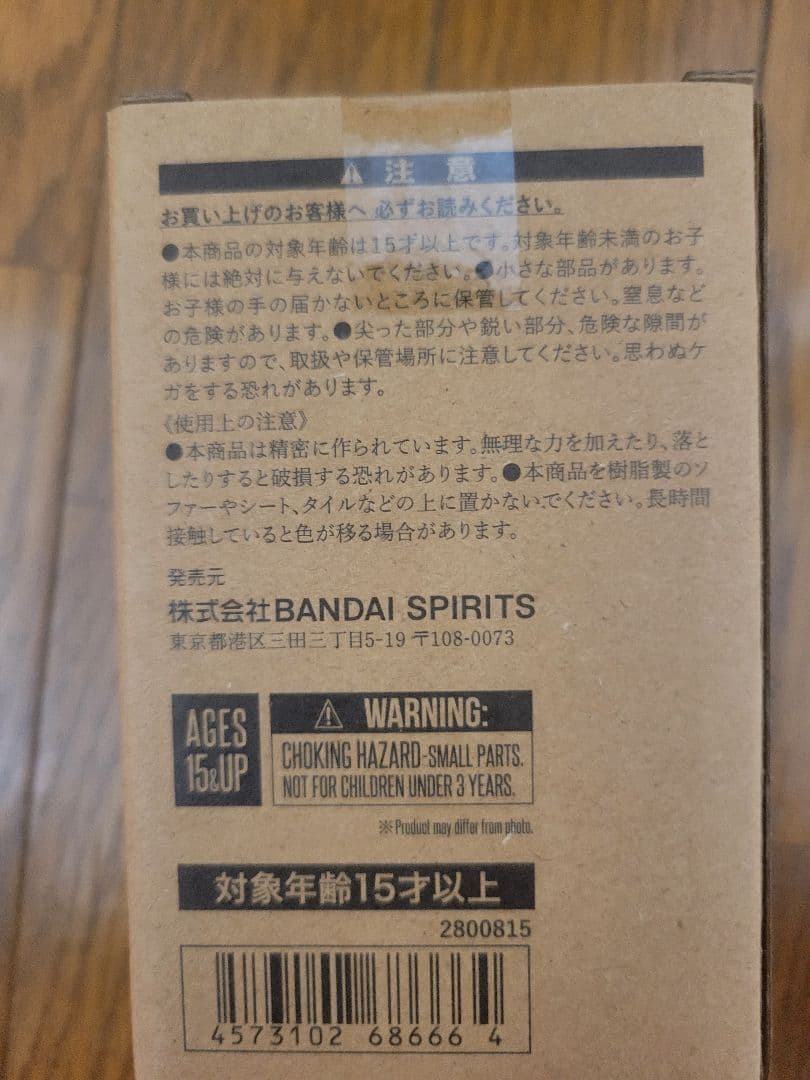 ⚠ 注 意
お買い上げのお客様へ 必ずお読みください。
●本商品の対象年齢は15才以上です。対象年齢未満のお子
様には絶対に与えないでください。●小さな部品があります。
お子様の手の届かないところに保管してください。窒息など
の危険があります。●尖った部分や鋭い部分、危険な隙間が
ありますので、取扱や保管場所に注意してください。思わぬケ
ガをする恐れがあります。
《使用上の注意》
●本商品は精密に作られています。無理な力を加えたり、落と
したりすると破損する恐れがあります。●本商品を樹脂製のソ
ファーやシート、タイルなどの上に置かないでください。長時間
接触していると色が移る場合があります。
発売元
株式会社BANDAI SPIRITS
東京都港区三田三丁目5-19 〒108-0073
AGES
15&UP
⚠ WARNING:
CHOKING HAZARD-SMALL PARTS.
NOT FOR CHILDREN UNDER 3 YEARS.
※Product may differ from photo.
対象年齢15才以上
2800815
4573102 68666 4